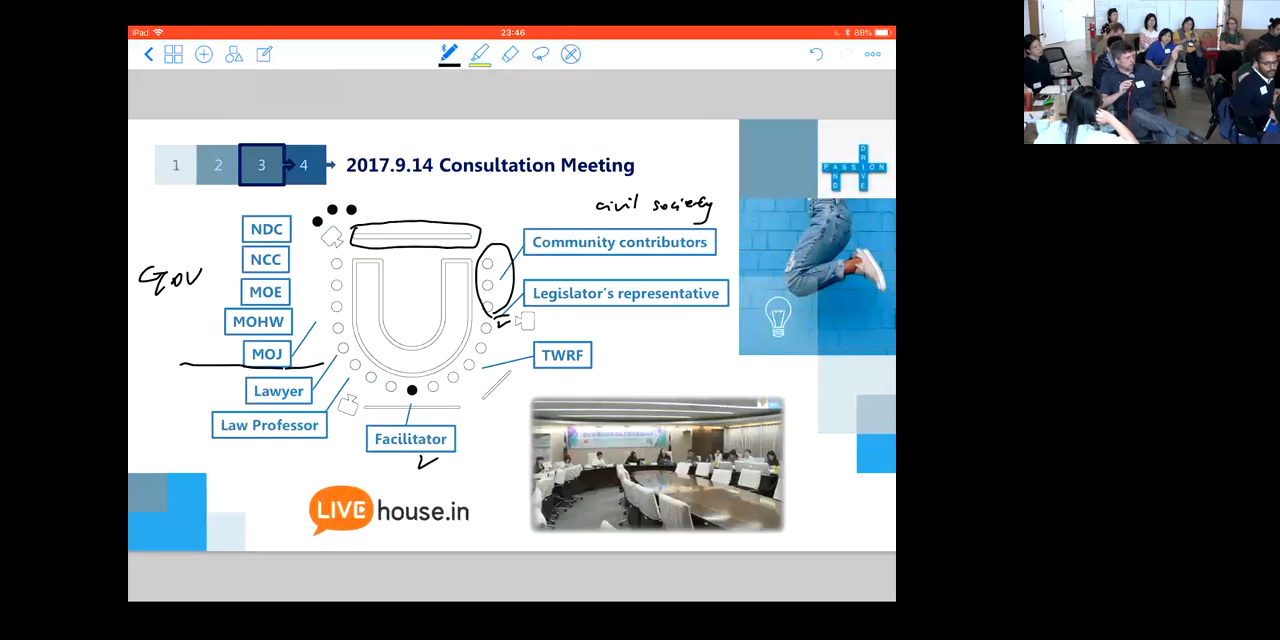 iPad
23:46
88%
1 2 3 4
2017.9.14 Consultation Meeting
PASSION
AND
DRIVE
civil society
NDC
Community contributors
NCC
Gov
MOE
Legislator's representative
MOHW
MOJ
TWRF
Lawyer
Law Professor
Facilitator
LIVE house.in